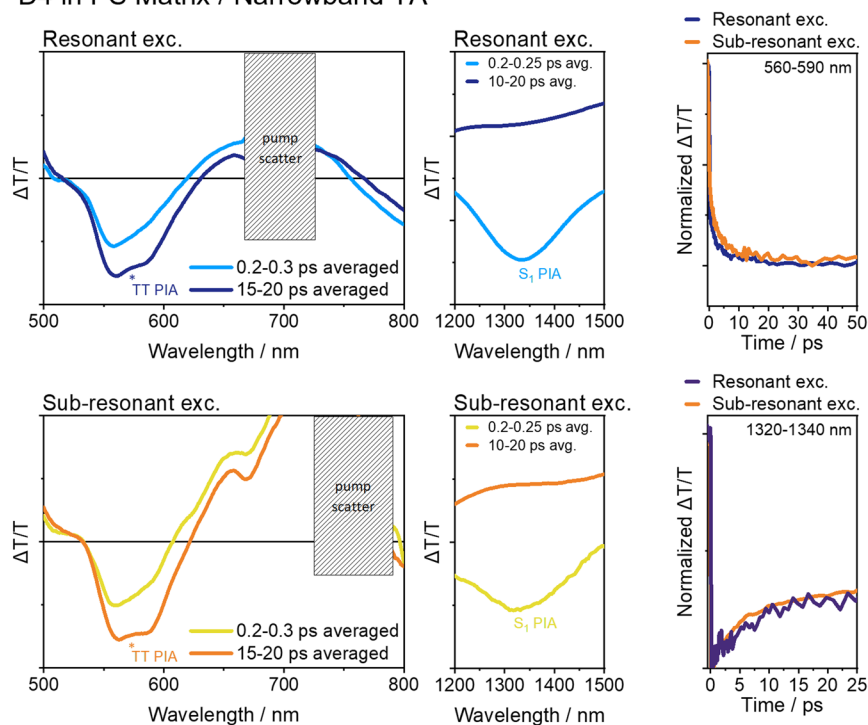 Resonant exc.
ΔT/T
pump
scatter
0.2-0.3 ps averaged
* TT PIA
15-20 ps averaged
500 600 700 800
Wavelength / nm
Resonant exc.
0.2-0.25 ps avg.
10-20 ps avg.
ΔT/T
S₁ PIA
1200 1300 1400 1500
Wavelength / nm
Resonant exc.
Sub-resonant exc.
560-590 nm
Normalized ΔT/T
0 10 20 30 40 50
Time / ps
Sub-resonant exc.
ΔT/T
pump
scatter
0.2-0.3 ps averaged
* TT PIA
15-20 ps averaged
500 600 700 800
Wavelength / nm
Sub-resonant exc.
0.2-0.25 ps avg.
10-20 ps avg.
ΔT/T
S₁ PIA
1200 1300 1400 1500
Wavelength / nm
Resonant exc.
Sub-resonant exc.
1320-1340 nm
Normalized ΔT/T
0 5 10 15 20 25
Time / ps